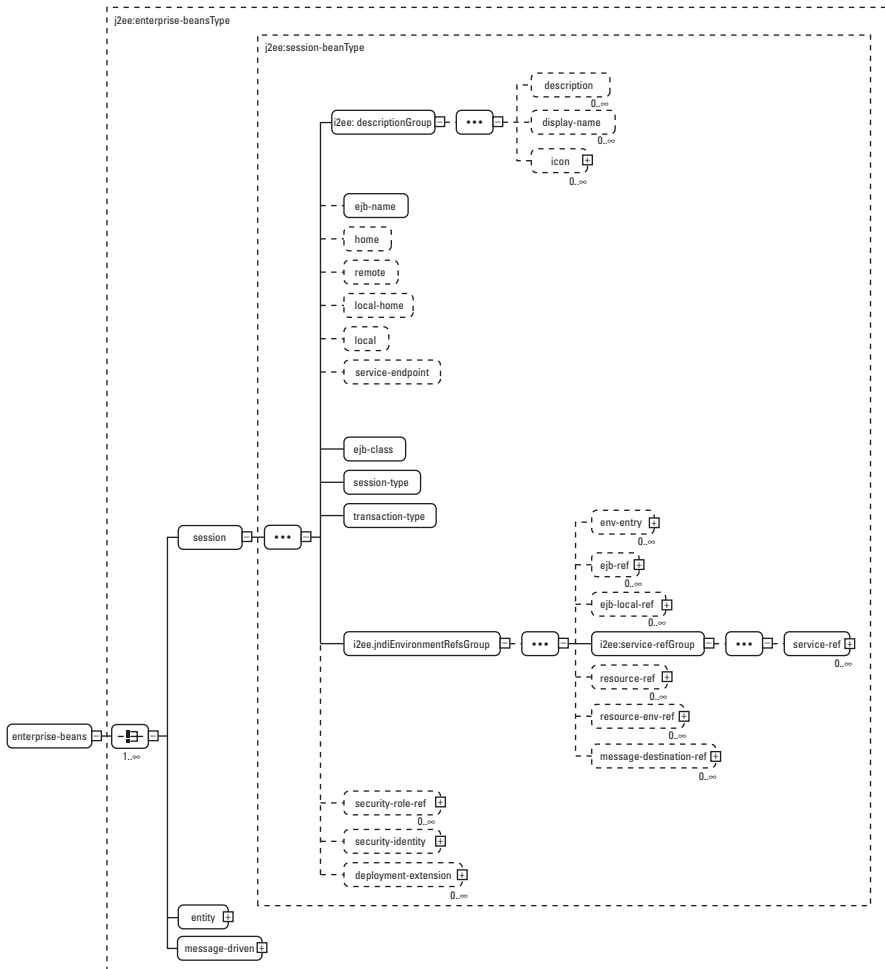 j2ee:enterprise-beansType
j2ee:session-beanType
description
0..∞
i2ee: descriptionGroup
display-name
0..∞
icon
0..∞
ejb-name
home
remote
local-home
local
service-endpoint
ejb-class
session-type
transaction-type
env-entry
0..∞
session
ejb-ref
0..∞
ejb-local-ref
0..∞
i2ee.jndiEnvironmentRefsGroup
i2ee:service-refGroup
service-ref
0..∞
resource-ref
0..∞
resource-env-ref
0..∞
enterprise-beans
1..∞
message-destination-ref
0..∞
security-role-ref
0..∞
security-identity
deployment-extension
0..∞
entity
message-driven